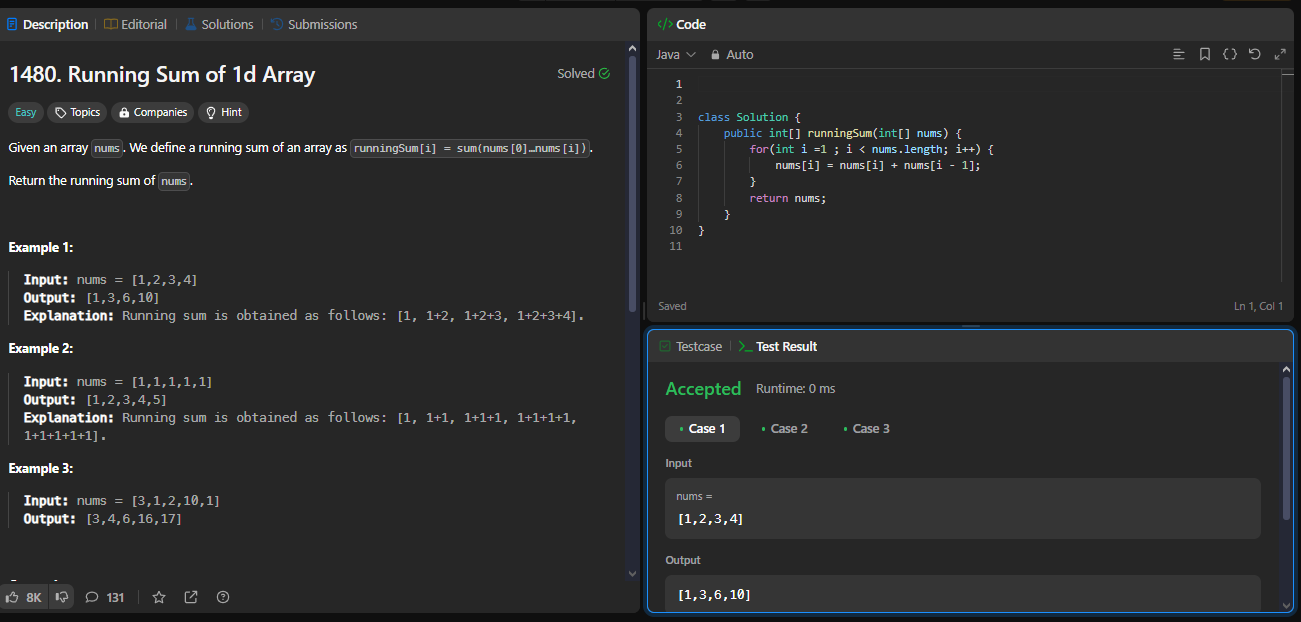 Description | Editorial | Solutions | Submissions
1480. Running Sum of 1d Array
Solved
Easy Topics Companies Hint
Given an array nums. We define a running sum of an array as runningSum[i] = sum(nums[0]…nums[i]).
Return the running sum of nums.
Example 1:
Input: nums = [1,2,3,4]
Output: [1,3,6,10]
Explanation: Running sum is obtained as follows: [1, 1+2, 1+2+3, 1+2+3+4].
Example 2:
Input: nums = [1,1,1,1,1]
Output: [1,2,3,4,5]
Explanation: Running sum is obtained as follows: [1, 1+1, 1+1+1, 1+1+1+1,
1+1+1+1+1].
Example 3:
Input: nums = [3,1,2,10,1]
Output: [3,4,6,16,17]
8K 131
</> Code
Java Auto
1
2
3 class Solution {
4 public int[] runningSum(int[] nums) {
5 for(int i =1 ; i < nums.length; i++) {
6 nums[i] = nums[i] + nums[i - 1];
7 }
8 return nums;
9 }
10 }
11
Saved
Ln 1, Col 1
Testcase | >_ Test Result
Accepted Runtime: 0 ms
• Case 1 • Case 2 • Case 3
Input
nums =
[1,2,3,4]
Output
[1,3,6,10]